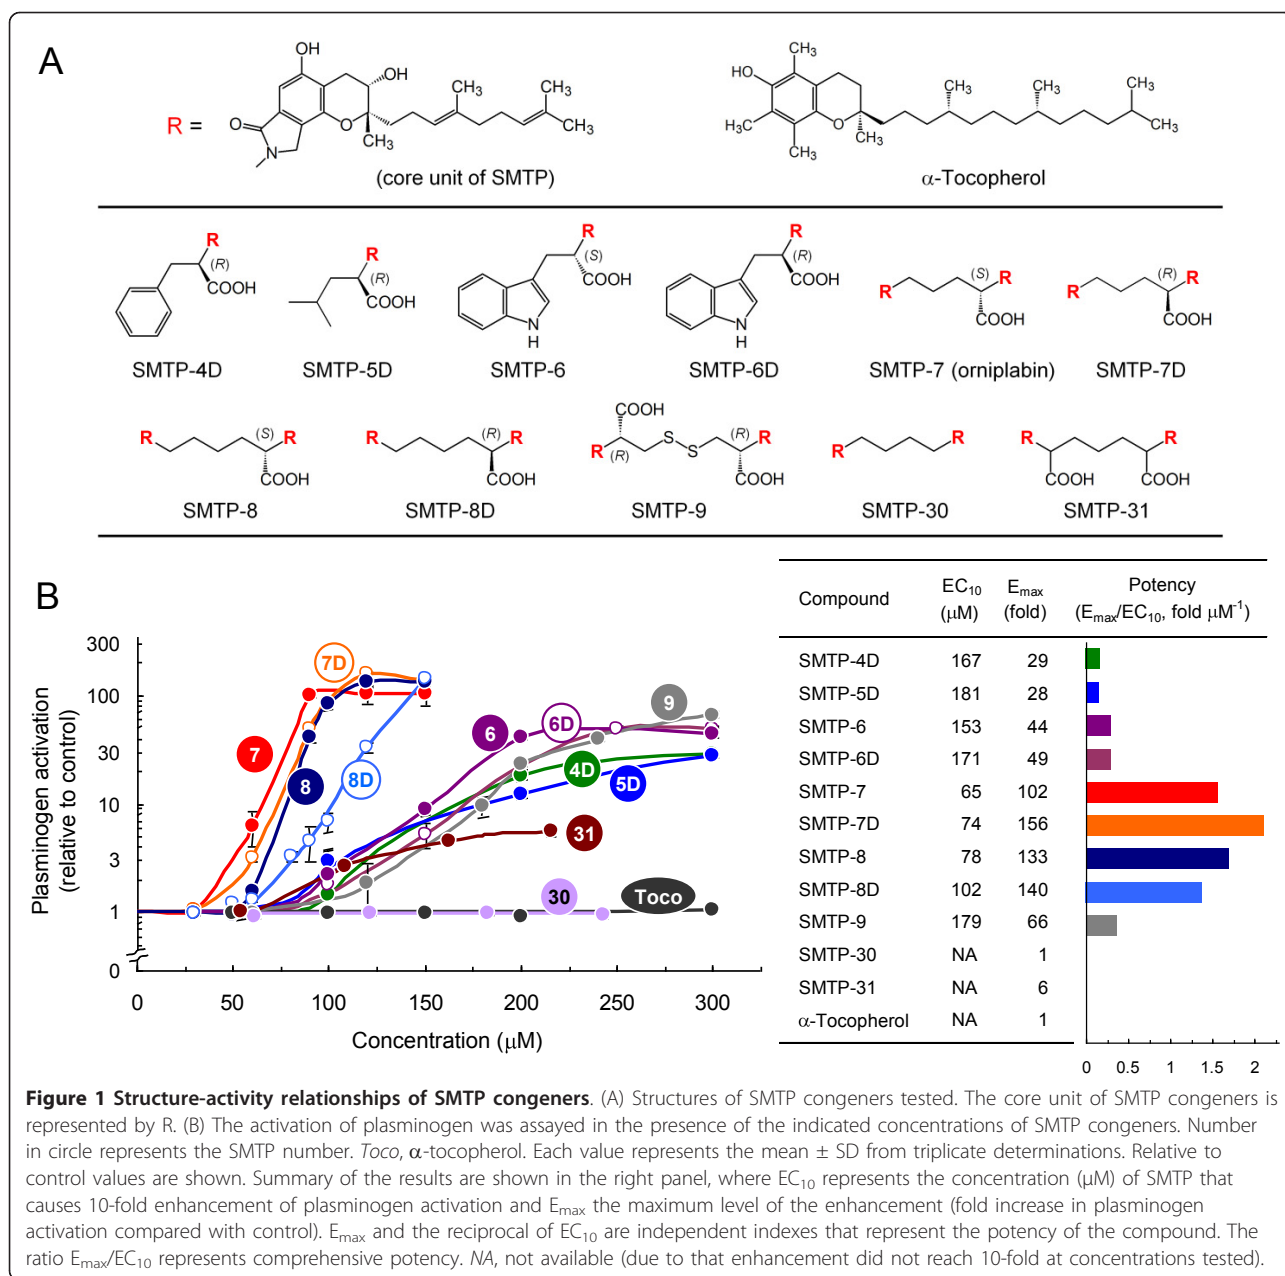 A
OH
OH
CH₃
CH₃
R =
O
O
N
CH₃
CH₃
(core unit of SMTP)
CH₃
HO
CH₃
CH₃
CH₃
H₃C
O
CH₃
CH₃
CH₃
α-Tocopherol
R
(R)
COOH
SMTP-4D
R
(R)
COOH
SMTP-5D
R
(S)
COOH
N
H
SMTP-6
R
(R)
COOH
N
H
SMTP-6D
R
(S)
R
COOH
SMTP-7 (orniplabin)
R
(R)
R
COOH
SMTP-7D
R
(S)
R
COOH
SMTP-8
R
(R)
R
COOH
SMTP-8D
COOH
R
(R)
S
S
(R)
R
COOH
SMTP-9
R
R
SMTP-30
R
R
COOH
COOH
SMTP-31
B
Plasminogen activation
(relative to control)
300
100
30
10
3
1
0
0 50 100 150 200 250 300
Concentration (μM)
7D
7
8
8D
6
6D
9
4D
5D
31
30
Toco
Compound EC₁₀ (μM) Eₘₐₓ (fold) Potency (Eₘₐₓ/EC₁₀, fold μM⁻¹)
SMTP-4D 167 29
SMTP-5D 181 28
SMTP-6 153 44
SMTP-6D 171 49
SMTP-7 65 102
SMTP-7D 74 156
SMTP-8 78 133
SMTP-8D 102 140
SMTP-9 179 66
SMTP-30 NA 1
SMTP-31 NA 6
α-Tocopherol NA 1
0 0.5 1 1.5 2
Figure 1 Structure-activity relationships of SMTP congeners. (A) Structures of SMTP congeners tested. The core unit of SMTP congeners is
represented by R. (B) The activation of plasminogen was assayed in the presence of the indicated concentrations of SMTP congeners. Number
in circle represents the SMTP number. Toco, α-tocopherol. Each value represents the mean ± SD from triplicate determinations. Relative to
control values are shown. Summary of the results are shown in the right panel, where EC₁₀ represents the concentration (μM) of SMTP that
causes 10-fold enhancement of plasminogen activation and Eₘₐₓ the maximum level of the enhancement (fold increase in plasminogen
activation compared with control). Eₘₐₓ and the reciprocal of EC₁₀ are independent indexes that represent the potency of the compound. The
ratio Eₘₐₓ/EC₁₀ represents comprehensive potency. NA, not available (due to that enhancement did not reach 10-fold at concentrations tested).